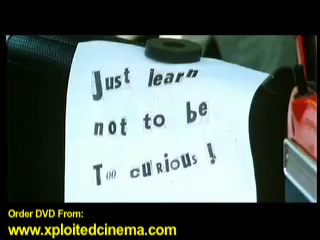 Just learn
not to be
Too curious !
Order DVD From:
www.xploitedcinema.com